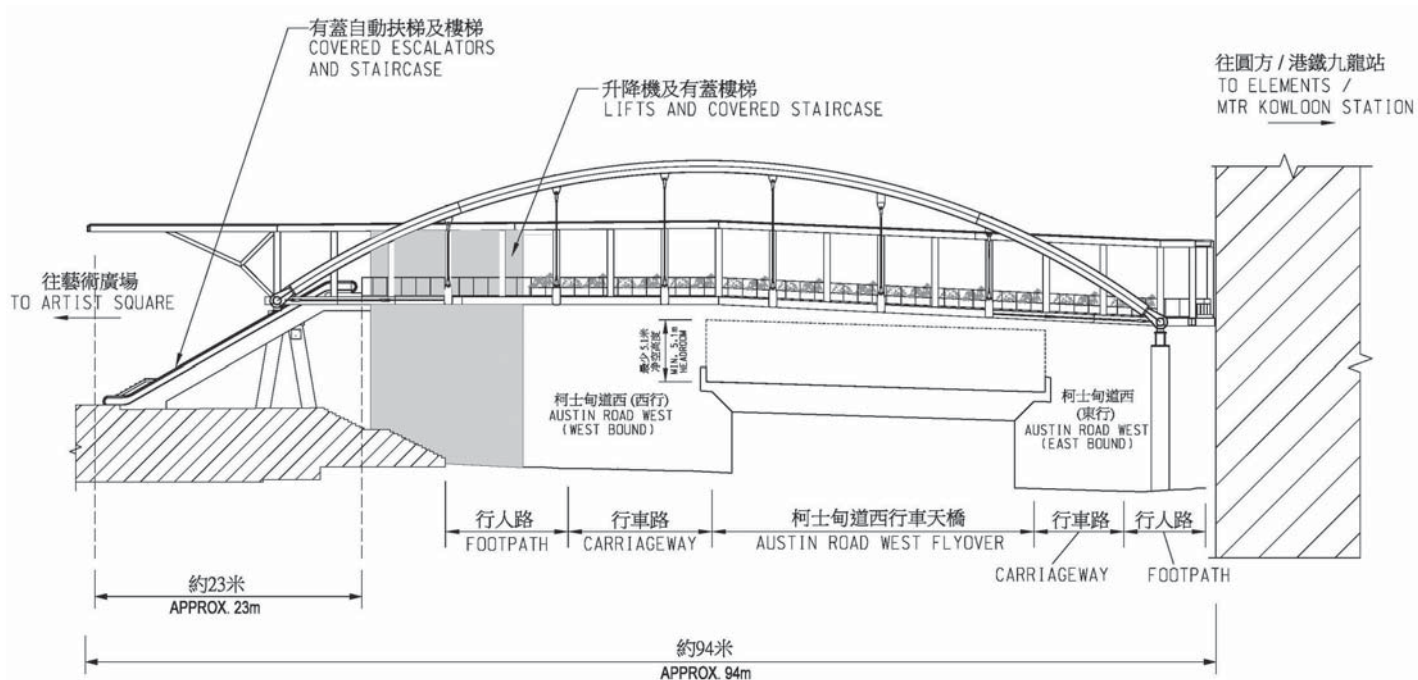 有蓋自動扶梯及樓梯
COVERED ESCALATORS
AND STAIRCASE
升降機及有蓋樓梯
LIFTS AND COVERED STAIRCASE
往圓方 / 港鐵九龍站
TO ELEMENTS /
MTR KOWLOON STATION
往藝術廣場
TO ARTIST SQUARE
最少5.1米
淨空高度
MIN. 5.1m
HEADROOM
柯士甸道西 (西行)
AUSTIN ROAD WEST
(WEST BOUND)
柯士甸道西
(東行)
AUSTIN ROAD WEST
(EAST BOUND)
行人路
FOOTPATH
行車路
CARRIAGEWAY
柯士甸道西行車天橋
AUSTIN ROAD WEST FLYOVER
行車路
CARRIAGEWAY
行人路
FOOTPATH
約23米
APPROX. 23m
約94米
APPROX. 94m